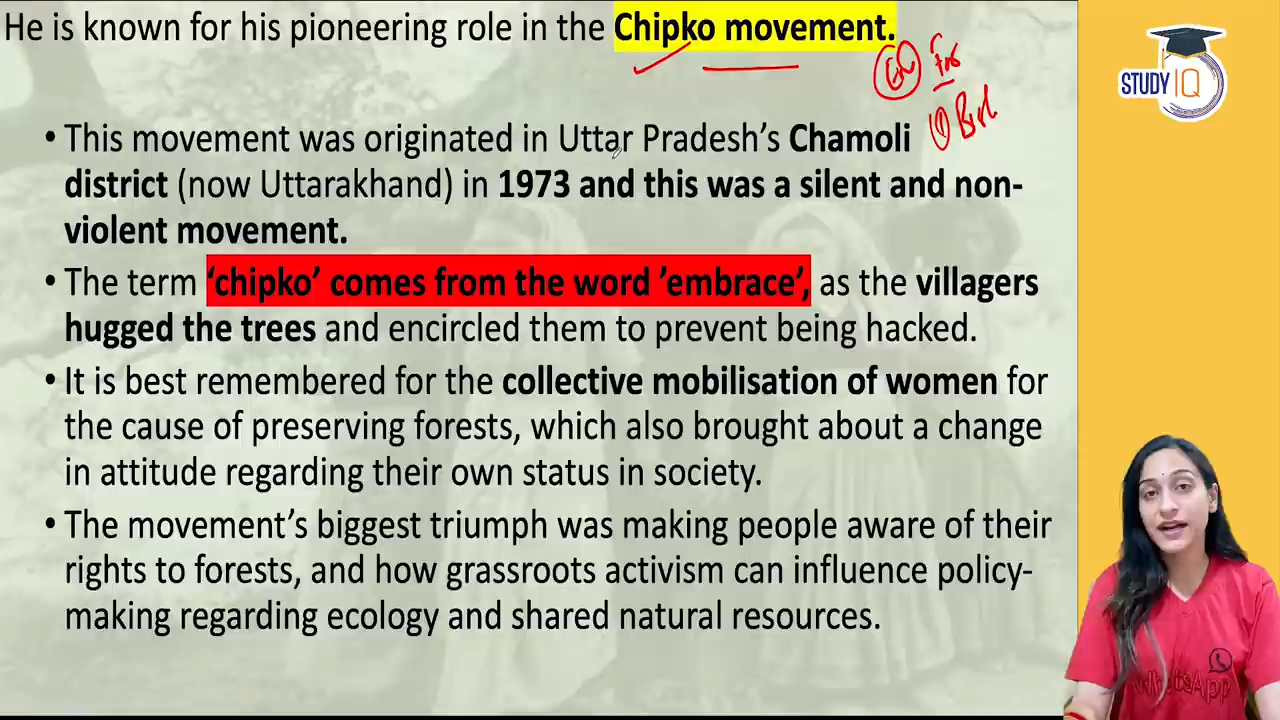 He is known for his pioneering role in the Chipko movement.
STUDY IQ
• This movement was originated in Uttar Pradesh’s Chamoli
district (now Uttarakhand) in 1973 and this was a silent and non-
violent movement.
• The term ‘chipko’ comes from the word ’embrace’, as the villagers
hugged the trees and encircled them to prevent being hacked.
• It is best remembered for the collective mobilisation of women for
the cause of preserving forests, which also brought about a change
in attitude regarding their own status in society.
• The movement’s biggest triumph was making people aware of their
rights to forests, and how grassroots activism can influence policy-
making regarding ecology and shared natural resources.
WhatsApp